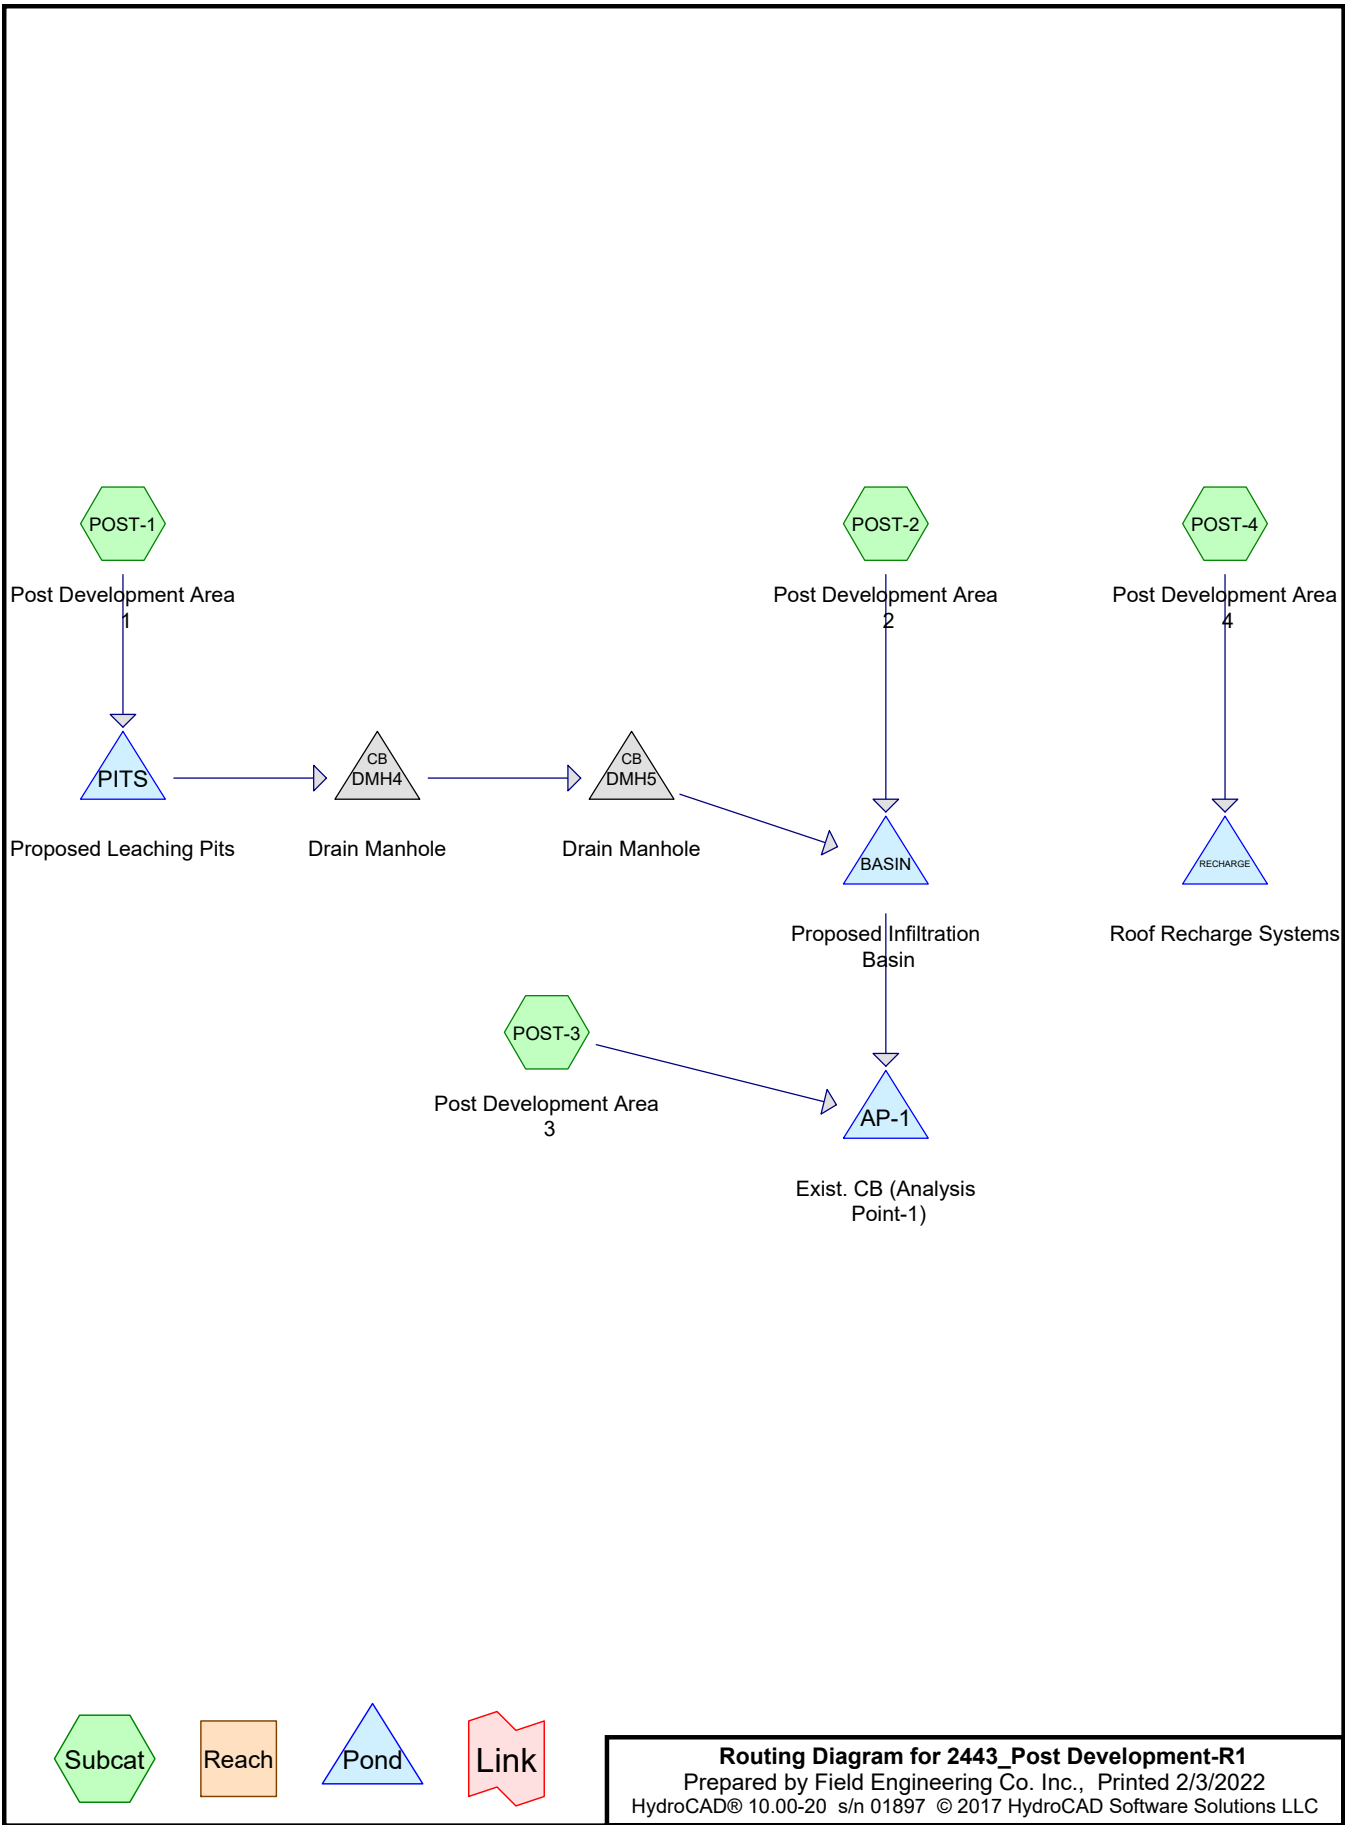 POST-1
POST-2
POST-4
Post Development Area
1
Post Development Area
2
Post Development Area
4
PITS
CB
DMH4
CB
DMH5
Proposed Leaching Pits
Drain Manhole
Drain Manhole
BASIN
RECHARGE
Proposed Infiltration
Basin
Roof Recharge Systems
POST-3
Post Development Area
3
AP-1
Exist. CB (Analysis
Point-1)
Subcat
Reach
Pond
Link
Routing Diagram for 2443_Post Development-R1
Prepared by Field Engineering Co. Inc., Printed 2/3/2022
HydroCAD® 10.00-20 s/n 01897 © 2017 HydroCAD Software Solutions LLC